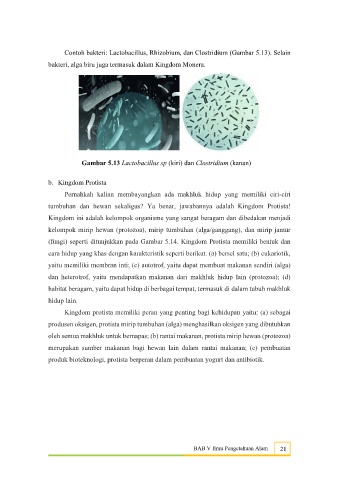 Contoh bakteri: Lactobacillus, Rhizobium, dan Clostridium (Gambar 5.13). Selain
bakteri, alga biru juga termasuk dalam Kingdom Monera.
Gambar 5.13 Lactobacillus sp (kiri) dan Clostridium (kanan)
b. Kingdom Protista
Pernahkah kalian membayangkan ada makhluk hidup yang memiliki ciri-ciri
tumbuhan dan hewan sekaligus? Ya benar, jawabannya adalah Kingdom Protista!
Kingdom ini adalah kelompok organisme yang sangat beragam dan dibedakan menjadi
kelompok mirip hewan (protozoa), mirip tumbuhan (alga/ganggang), dan mirip jamur
(fungi) seperti ditunjukkan pada Gambar 5.14. Kingdom Protista memiliki bentuk dan
cara hidup yang khas dengan karakteristik seperti berikut. (a) bersel satu; (b) eukariotik,
yaitu memiliki membran inti; (c) autotrof, yaitu dapat membuat makanan sendiri (alga)
dan heterotrof, yaitu mendapatkan makanan dari makhluk hidup lain (protozoa); (d)
habitat beragam, yaitu dapat hidup di berbagai tempat, termasuk di dalam tubuh makhluk
hidup lain.
Kingdom protista memiliki peran yang penting bagi kehidupan yaitu: (a) sebagai
produsen oksigen, protista mirip tumbuhan (alga) menghasilkan oksigen yang dibutuhkan
oleh semua makhluk untuk bernapas; (b) rantai makanan, protista mirip hewan (protozoa)
merupakan sumber makanan bagi hewan lain dalam rantai makanan; (c) pembuatan
produk bioteknologi, protista berperan dalam pembuatan yogurt dan antibiotik.
BAB V Ilmu Pengetahuan Alam 21